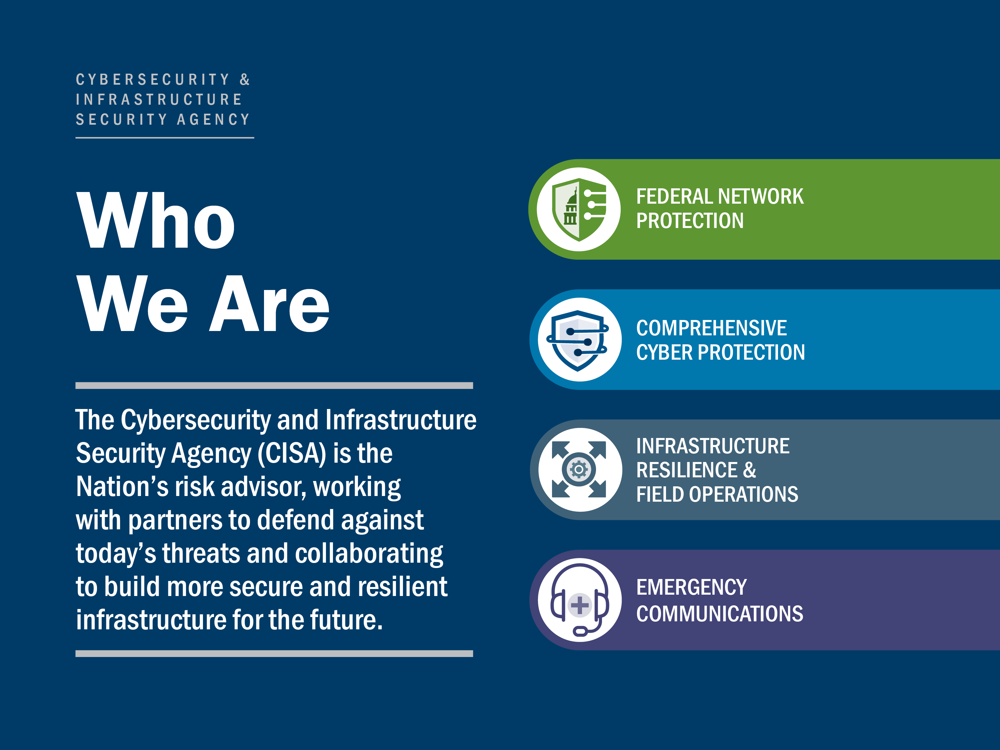 CYBERSECURITY &
INFRASTRUCTURE
SECURITY AGENCY
Who
We Are
The Cybersecurity and Infrastructure
Security Agency (CISA) is the
Nation’s risk advisor, working
with partners to defend against
today’s threats and collaborating
to build more secure and resilient
infrastructure for the future.
FEDERAL NETWORK
PROTECTION
COMPREHENSIVE
CYBER PROTECTION
INFRASTRUCTURE
RESILIENCE &
FIELD OPERATIONS
EMERGENCY
COMMUNICATIONS